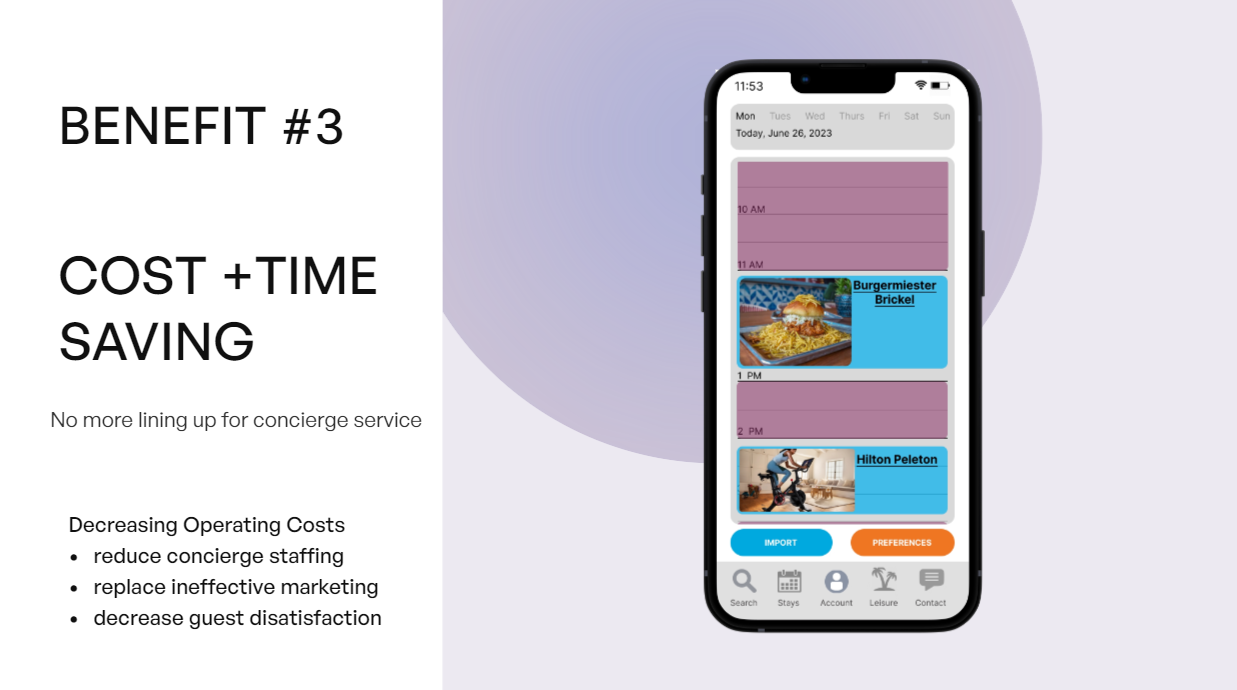 BENEFIT #3
COST +TIME
SAVING
No more lining up for concierge service
Decreasing Operating Costs
• reduce concierge staffing
• replace ineffective marketing
• decrease guest disatisfaction
11:53
Mon Tues Wed Thurs Fri Sat Sun
Today, June 26, 2023
10 AM
11 AM
Burgermiester
Brickel
1 PM
2 PM
Hilton Peleton
IMPORT PREFERENCES
Search Stays Account Leisure Contact